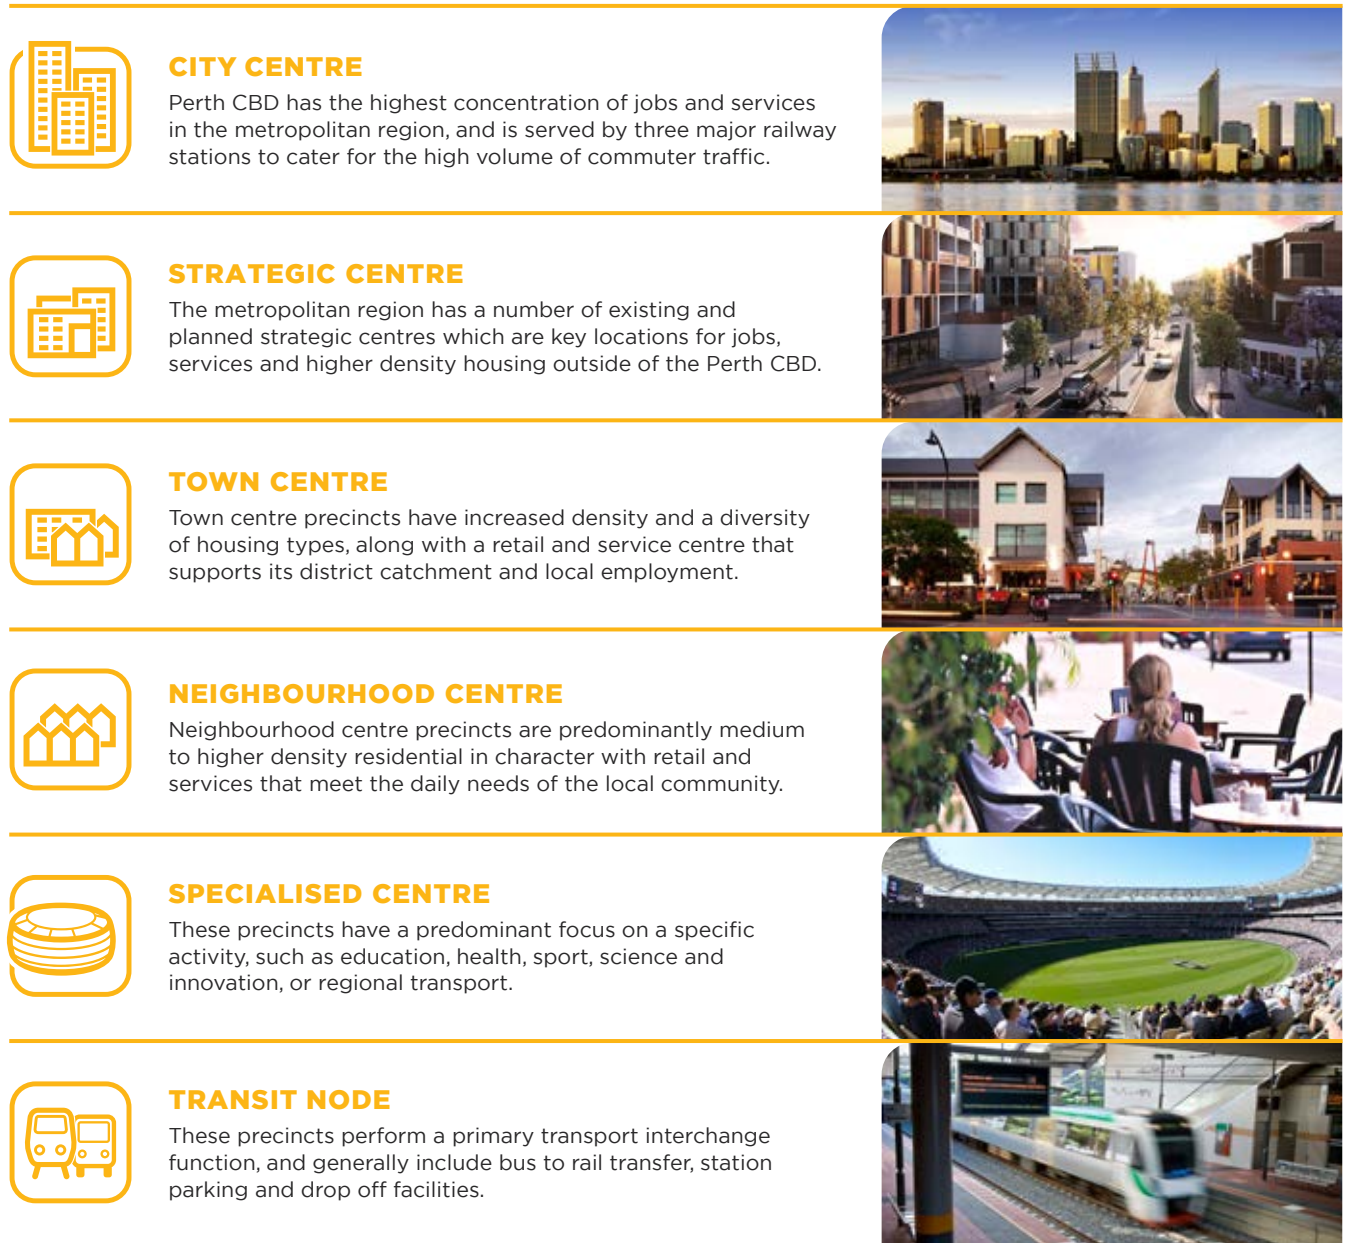 CITY CENTRE
Perth CBD has the highest concentration of jobs and services
in the metropolitan region, and is served by three major railway
stations to cater for the high volume of commuter traffic.
STRATEGIC CENTRE
The metropolitan region has a number of existing and
planned strategic centres which are key locations for jobs,
services and higher density housing outside of the Perth CBD.
TOWN CENTRE
Town centre precincts have increased density and a diversity
of housing types, along with a retail and service centre that
supports its district catchment and local employment.
NEIGHBOURHOOD CENTRE
Neighbourhood centre precincts are predominantly medium
to higher density residential in character with retail and
services that meet the daily needs of the local community.
SPECIALISED CENTRE
These precincts have a predominant focus on a specific
activity, such as education, health, sport, science and
innovation, or regional transport.
TRANSIT NODE
These precincts perform a primary transport interchange
function, and generally include bus to rail transfer, station
parking and drop off facilities.